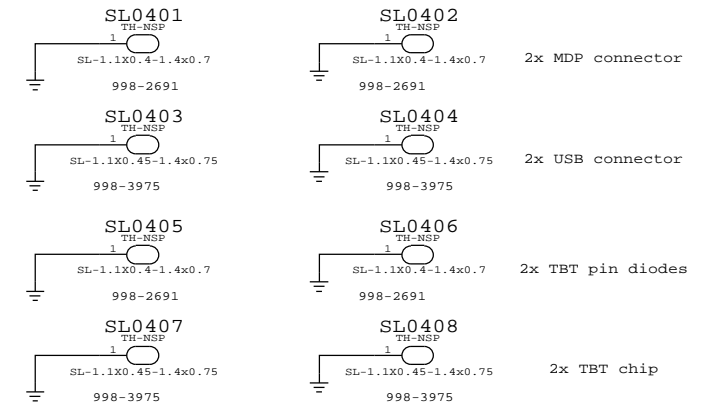 SL0401
TH-NSP
1
SL-1.1X0.4-1.4x0.7
998-2691
SL0402
TH-NSP
1
SL-1.1X0.4-1.4x0.7
998-2691
2x MDP connector
SL0403
TH-NSP
1
SL-1.1X0.45-1.4x0.75
998-3975
SL0404
TH-NSP
1
SL-1.1X0.45-1.4x0.75
998-3975
2x USB connector
SL0405
TH-NSP
1
SL-1.1X0.4-1.4x0.7
998-2691
SL0406
TH-NSP
1
SL-1.1X0.4-1.4x0.7
998-2691
2x TBT pin diodes
SL0407
TH-NSP
1
SL-1.1X0.45-1.4x0.75
998-3975
SL0408
TH-NSP
1
SL-1.1X0.45-1.4x0.75
998-3975
2x TBT chip